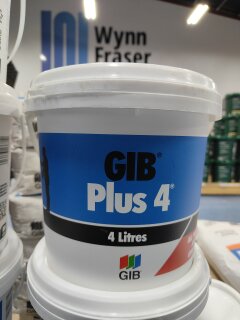 Wynn
Fraser
GIB®
Plus 4®
4 Litres
GIB